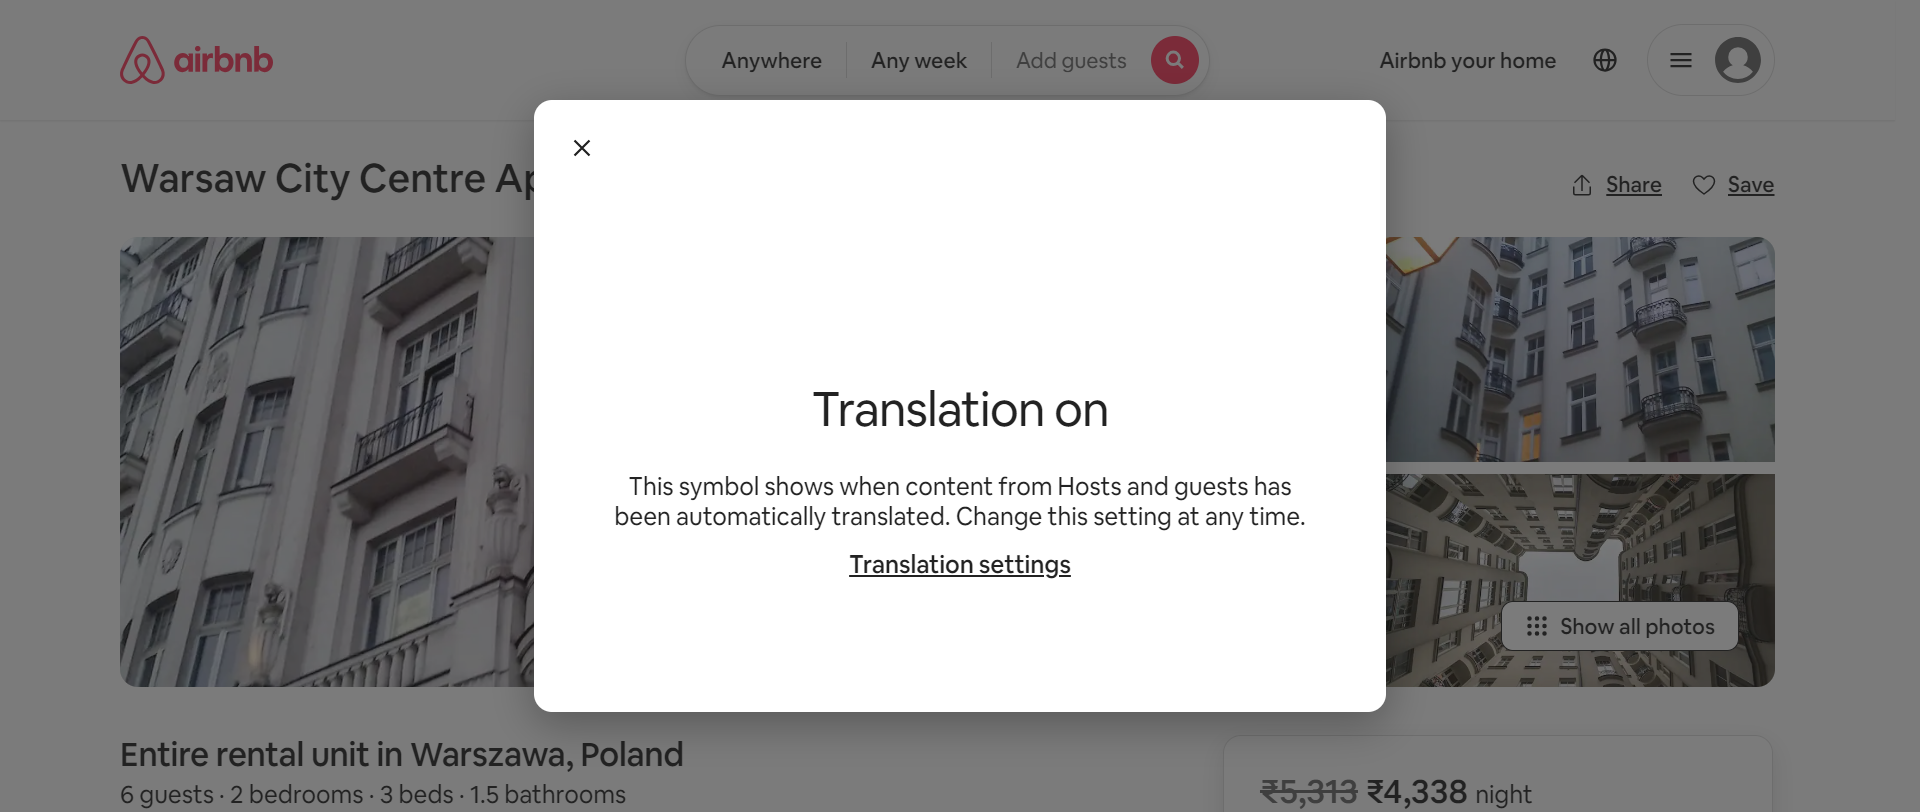 airbnb
Anywhere
Any week
Add guests
Airbnb your home
Warsaw City Centre Ap
Share
Save
Translation on
This symbol shows when content from Hosts and guests has
been automatically translated. Change this setting at any time.
Translation settings
Show all photos
Entire rental unit in Warszawa, Poland
6 guests · 2 bedrooms · 3 beds · 1.5 bathrooms
₹5,313 ₹4,338 night